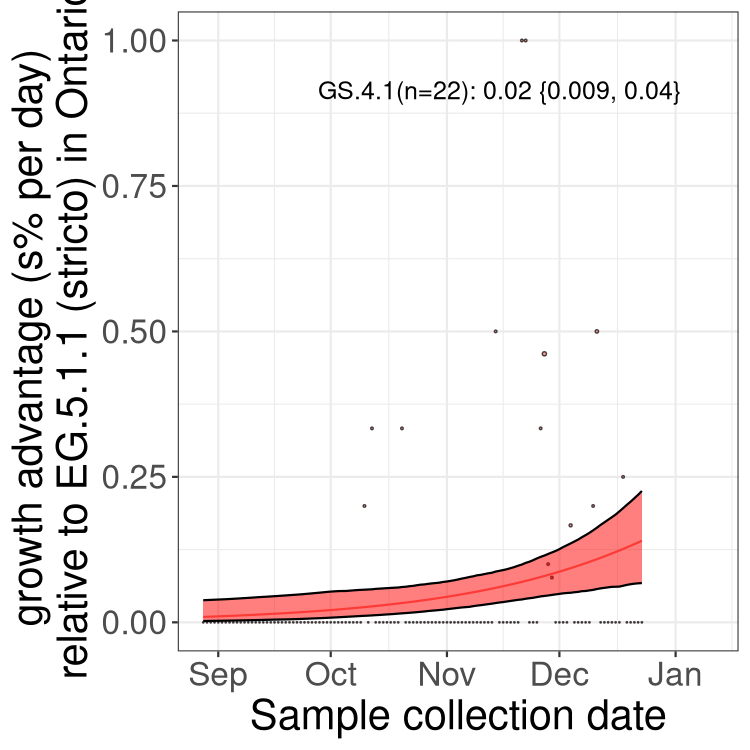 growth advantage (s% per day)
relative to EG.5.1.1 (stricto) in Ontario
1.00
0.75
0.50
0.25
0.00
GS.4.1(n=22): 0.02 {0.009, 0.04}
Sep Oct Nov Dec Jan
Sample collection date